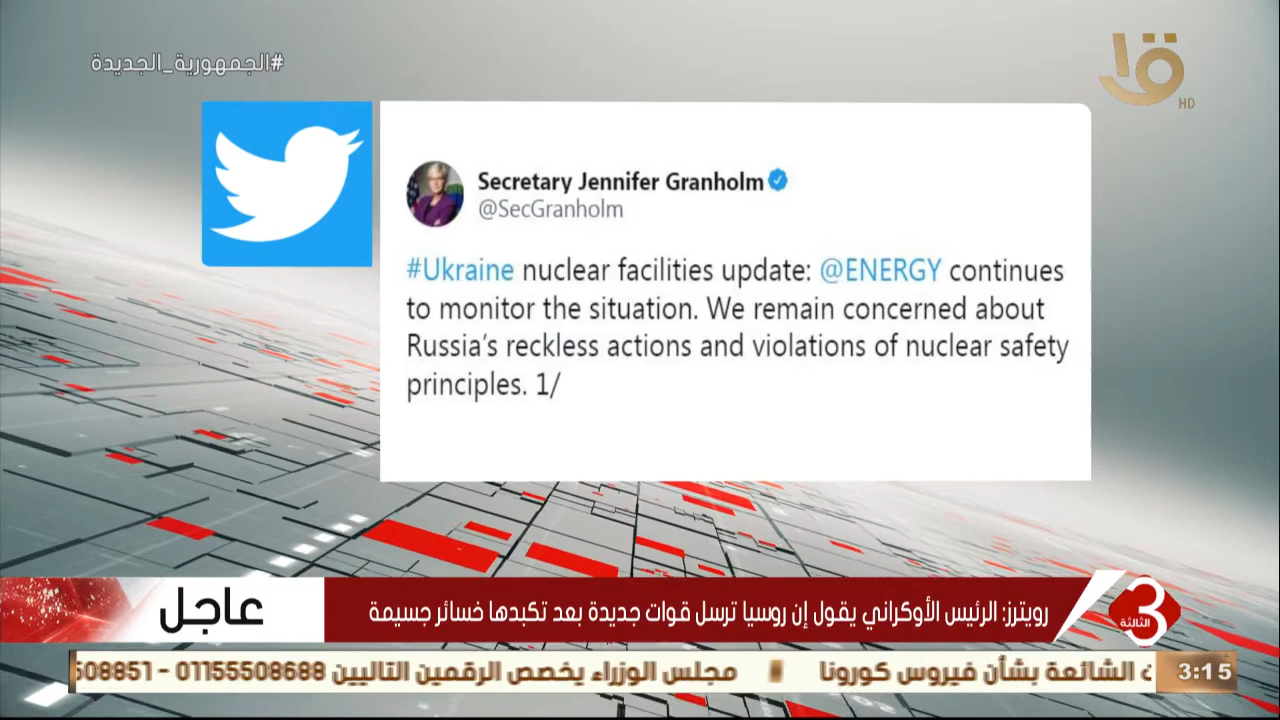 #الجمهورية_الجديدة
HD
Secretary Jennifer Granholm
@SecGranholm
#Ukraine nuclear facilities update: @ENERGY continues
to monitor the situation. We remain concerned about
Russia's reckless actions and violations of nuclear safety
principles. 1/
عاجل
رويترز: الرئيس الأوكراني يقول إن روسيا ترسل قوات جديدة بعد تكبدها خسائر جسيمة
3
الثالثة
الشائعة بشأن فيروس كورونا
مجلس الوزراء يخصص الرقمين التاليين 01155508688 - 508851
3:15